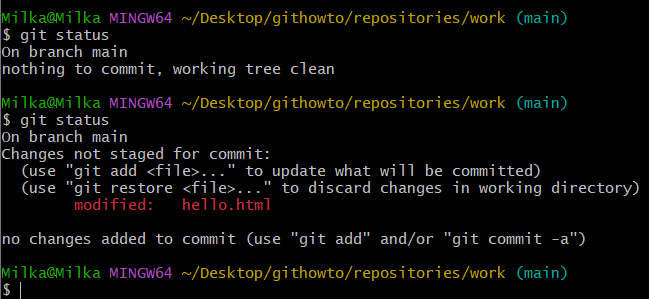 Milka@Milka MINGW64 ~/Desktop/githowto/repositories/work (main)
$ git status
On branch main
nothing to commit, working tree clean
Milka@Milka MINGW64 ~/Desktop/githowto/repositories/work (main)
$ git status
On branch main
Changes not staged for commit:
  (use "git add <file>..." to update what will be committed)
  (use "git restore <file>..." to discard changes in working directory)
        modified:   hello.html
no changes added to commit (use "git add" and/or "git commit -a")
Milka@Milka MINGW64 ~/Desktop/githowto/repositories/work (main)
$